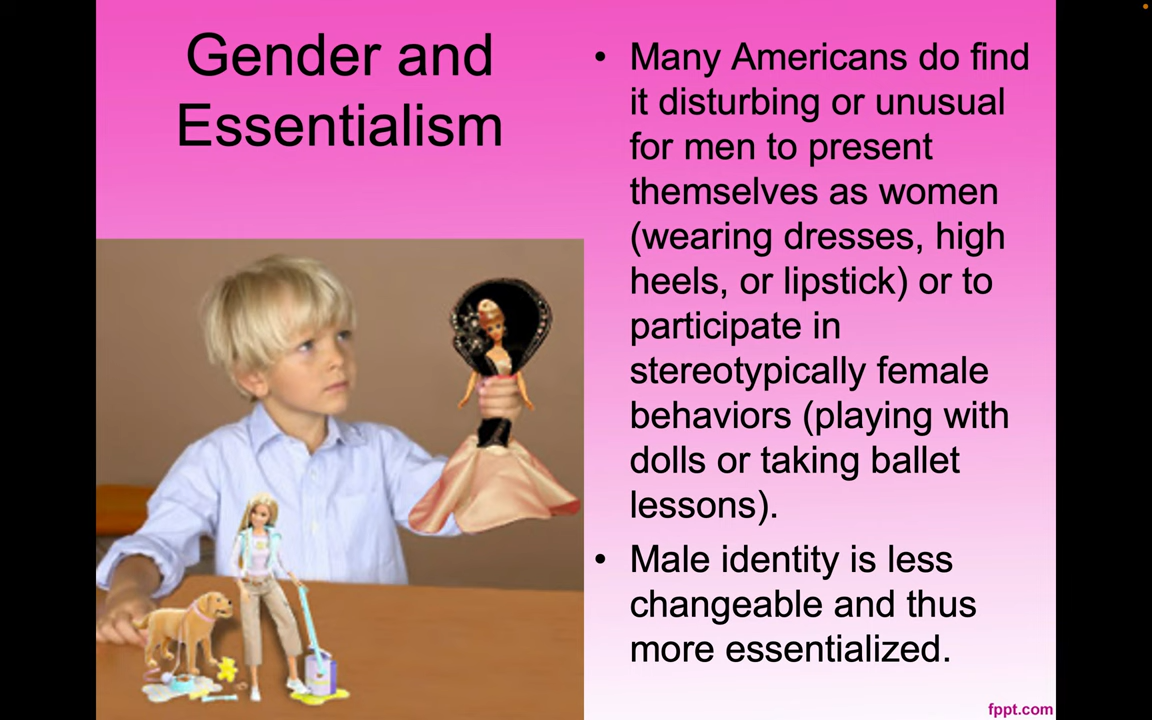 Gender and
Essentialism
• Many Americans do find
it disturbing or unusual
for men to present
themselves as women
(wearing dresses, high
heels, or lipstick) or to
participate in
stereotypically female
behaviors (playing with
dolls or taking ballet
lessons).
• Male identity is less
changeable and thus
more essentialized.
fppt.com